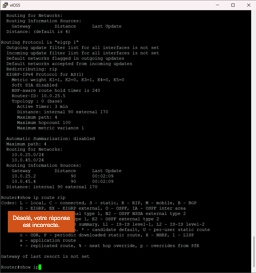 vIOS5
Routing for Networks:
Routing Information Sources:
Gateway Distance Last Update
Distance: (default is 4)
Routing Protocol is "eigrp 1"
Outgoing update filter list for all interfaces is not set
Incoming update filter list for all interfaces is not set
Default networks flagged in outgoing updates
Default networks accepted from incoming updates
Redistributing: rip
EIGRP-IPv4 Protocol for AS(1)
Metric weight K1=1, K2=0, K3=1, K4=0, K5=0
Soft SIA disabled
NSF-aware route hold timer is 240
Router-ID: 10.0.25.5
Topology : 0 (base)
Active Timer: 3 min
Distance: internal 90 external 170
Maximum path: 4
Maximum hopcount 100
Maximum metric variance 1
Automatic Summarization: disabled
Maximum path: 4
Routing for Networks:
10.0.25.0/24
10.0.45.0/24
Routing Information Sources:
Gateway Distance Last Update
10.0.25.2 90 00:02:09
10.0.45.4 90 00:02:09
Distance: internal 90 external 170
Router#show ip route rip
Codes: L - local, C - connected, S - static, R - RIP, M - mobile, B - BGP
Désolé, votre réponse
est incorrecte.
a - application route
+ - replicated route, % - next hop override, p - overrides from PfR
Gateway of last resort is not set
Router#show i